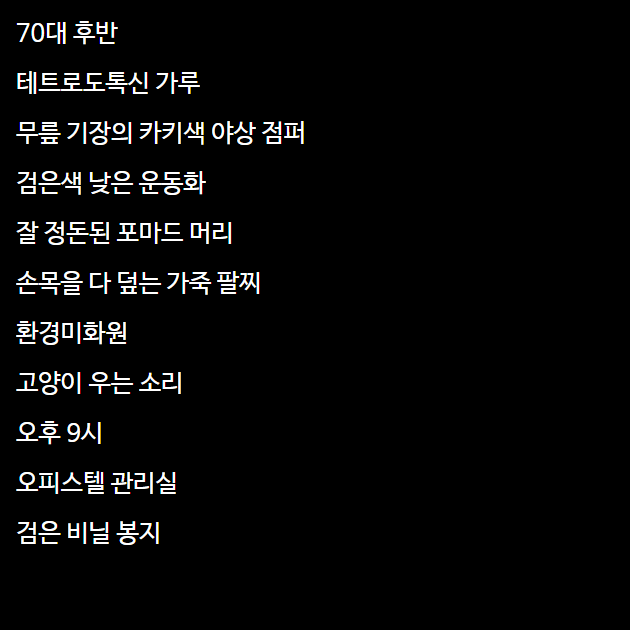 70대 후반
테트로도톡신 가루
무릎 기장의 카키색 야상 점퍼
검은색 낮은 운동화
잘 정돈된 포마드 머리
손목을 다 덮는 가죽 팔찌
환경미화원
고양이 우는 소리
오후 9시
오피스텔 관리실
검은 비닐 봉지